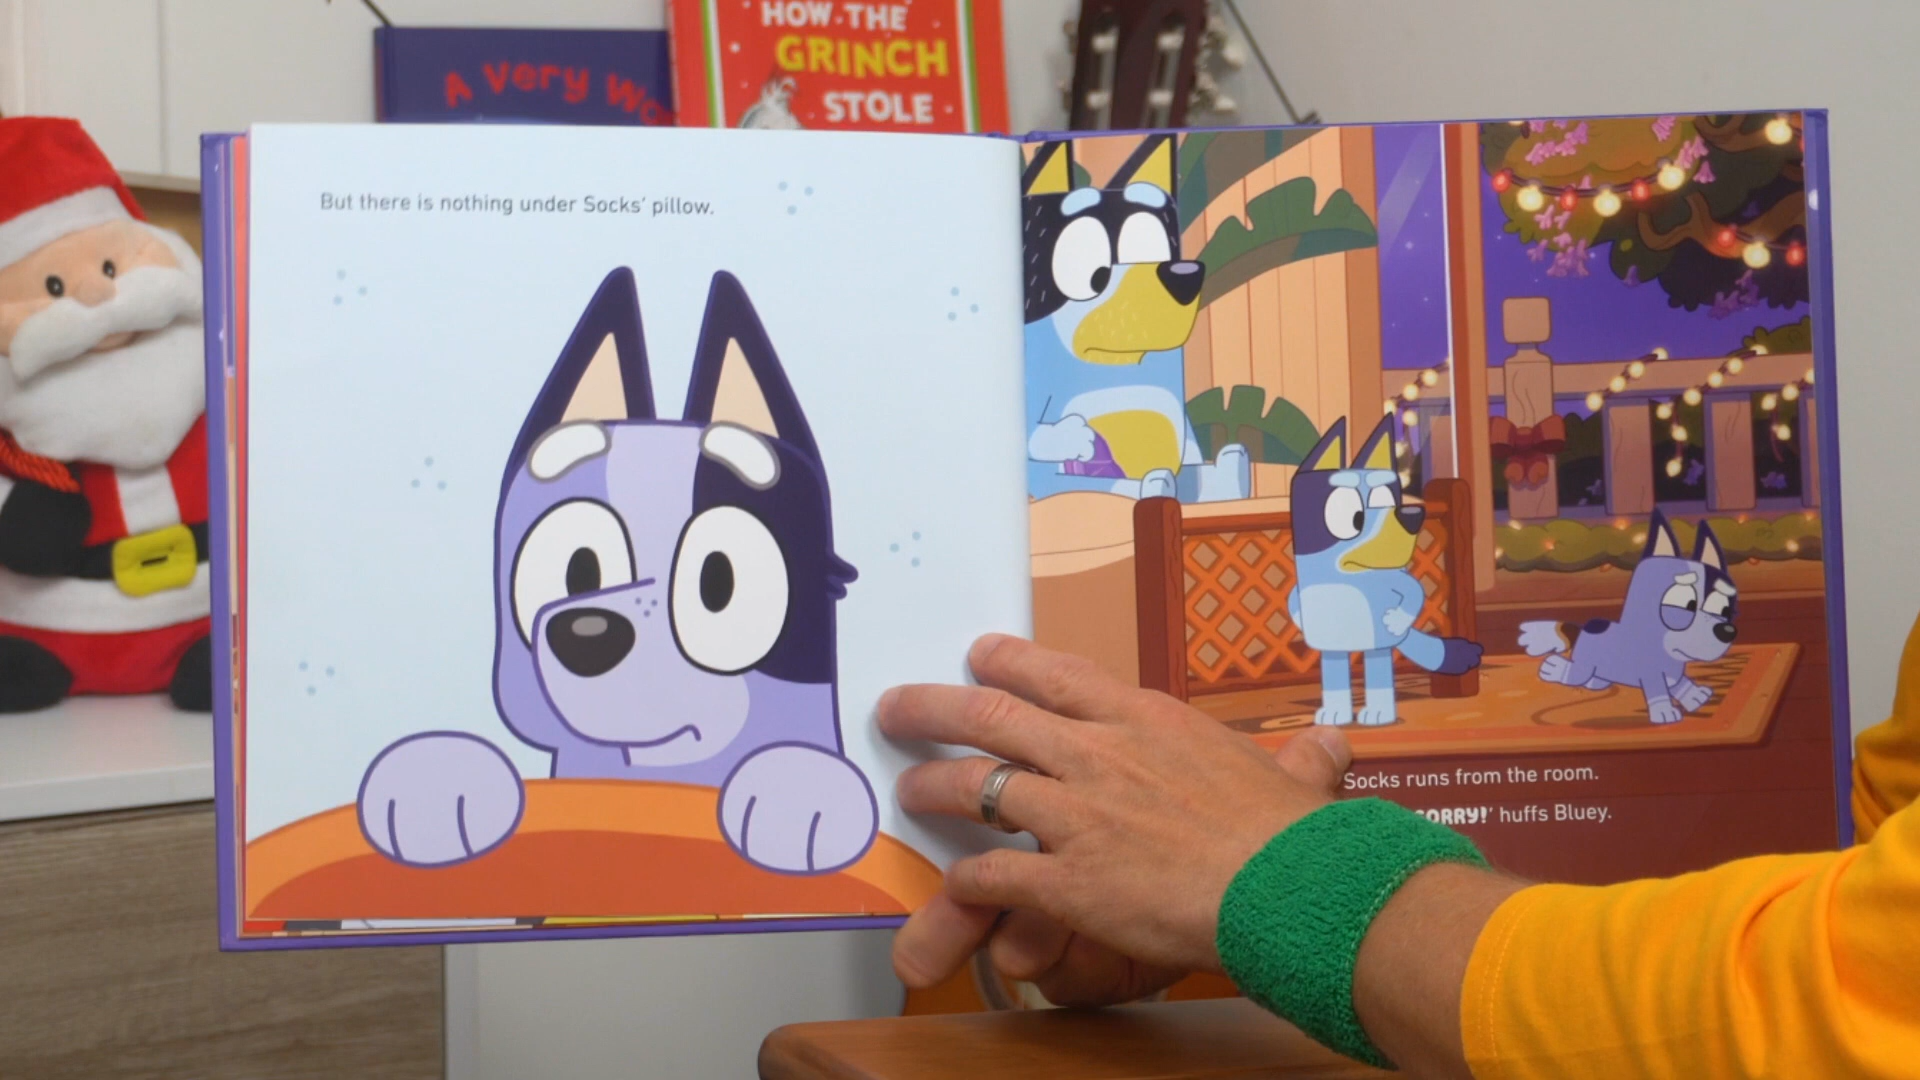 A Very
HOW THE
GRINCH
STOLE
But there is nothing under Socks' pillow.
Socks runs from the room.
huffs Bluey.